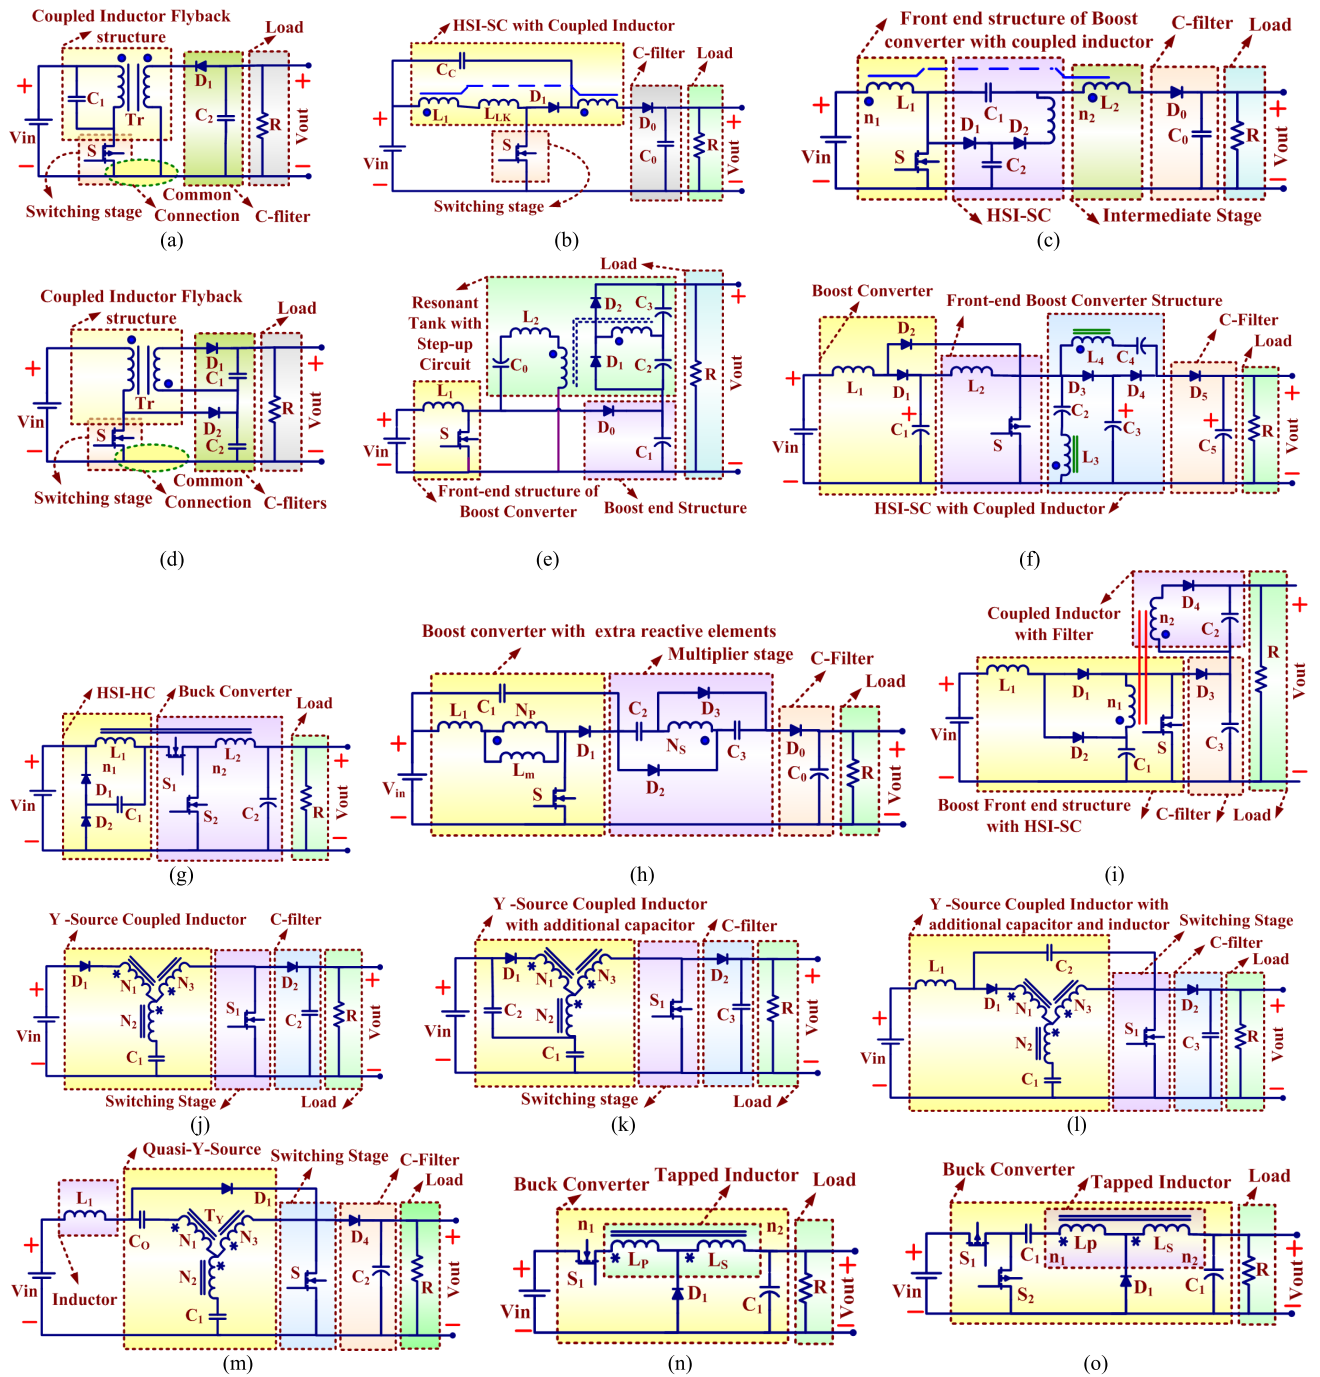 Coupled Inductor Flyback
structure
Load
D1
C1
Tr
C2
R
Vin
Vout
S
Switching stage
Common
Connection
C-fliter
(a)
HSI-SC with Coupled Inductor
C-filter
Load
CC
D1
L1
LLK
D0
C0
R
Vin
Vout
S
Switching stage
(b)
Front end structure of Boost
converter with coupled inductor
C-filter
Load
L1
n1
C1
L2
n2
D1
D2
D0
C0
R
Vin
Vout
S
C2
HSI-SC
Intermediate Stage
(c)
Coupled Inductor Flyback
structure
Load
D1
C1
Tr
D2
C2
R
Vin
Vout
S
Switching stage
Common
Connection
C-fliters
(d)
Load
Resonant
Tank with
Step-up
Circuit
L2
D2
C3
C0
D1
C2
R
Vout
L1
S
D0
Vin
C1
Front-end structure of
Boost Converter
Boost end Structure
(e)
Boost Converter
Front-end Boost Converter Structure
C-Filter
Load
D2
L1
D1
L2
L4
C4
D3
D4
D5
C2
C1
S
C3
L3
C5
R
Vin
Vout
HSI-SC with Coupled Inductor
(f)
HSI-HC
Buck Converter
Load
L1
n1
L2
n2
D1
S1
C1
D2
S2
C2
R
Vin
Vout
(g)
Boost converter with extra reactive elements
Multiplier stage
C-Filter
Load
C1
L1
NP
D1
Lm
C2
D3
NS
C3
D2
D0
C0
R
Vin
Vout
S
(h)
Coupled Inductor
with Filter
n2
D4
C2
R
Vout
L1
D1
n1
D3
D2
S
C1
C3
Vin
Boost Front end structure
with HSI-SC
C-filter
Load
(i)
Y -Source Coupled Inductor
C-filter
D1
N1
N3
D2
N2
S1
C2
R
Vin
Vout
C1
Switching Stage
Load
(j)
Y -Source Coupled Inductor
with additional capacitor
C-filter
D1
N1
N3
D2
C2
N2
S1
C3
R
Vin
Vout
C1
Switching stage
Load
(k)
Y -Source Coupled Inductor with
additional capacitor and inductor
Switching Stage
C-filter
Load
L1
C2
D1
N1
N3
D2
N2
S1
C3
R
Vin
Vout
C1
(l)
Quasi-Y-Source
Switching Stage
C-Filter
Load
L1
D1
TY
CO
N1
N3
D4
N2
S
C2
R
Vin
Vout
C1
Inductor
(m)
Tapped Inductor
Buck Converter
Load
n1
n2
S1
LP
LS
D1
C1
R
Vin
Vout
(n)
Buck Converter
Tapped Inductor
Load
S1
C1
Lp
n1
LS
n2
S2
D1
C1
R
Vin
Vout
(o)